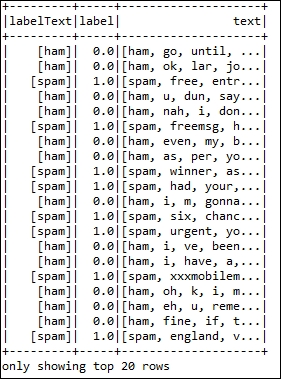 +---------+-----+--------------------+
|labelText|label|                text|
+---------+-----+--------------------+
|    [ham]|  0.0|[ham, go, until, ...|
|    [ham]|  0.0|[ham, ok, lar, jo...|
|   [spam]|  1.0|[spam, free, entr...|
|    [ham]|  0.0|[ham, u, dun, say...|
|    [ham]|  0.0|[ham, nah, i, don...|
|   [spam]|  1.0|[spam, freemsg, h...|
|    [ham]|  0.0|[ham, even, my, b...|
|    [ham]|  0.0|[ham, as, per, yo...|
|   [spam]|  1.0|[spam, winner, as...|
|   [spam]|  1.0|[spam, had, your,...|
|    [ham]|  0.0|[ham, i, m, gonna...|
|   [spam]|  1.0|[spam, six, chanc...|
|   [spam]|  1.0|[spam, urgent, yo...|
|    [ham]|  0.0|[ham, i, ve, been...|
|    [ham]|  0.0|[ham, i, have, a,...|
|   [spam]|  1.0|[spam, xxxmobilem...|
|    [ham]|  0.0|[ham, oh, k, i, m...|
|    [ham]|  0.0|[ham, eh, u, reme...|
|    [ham]|  0.0|[ham, fine, if, t...|
|   [spam]|  1.0|[spam, england, v...|
+---------+-----+--------------------+
only showing top 20 rows